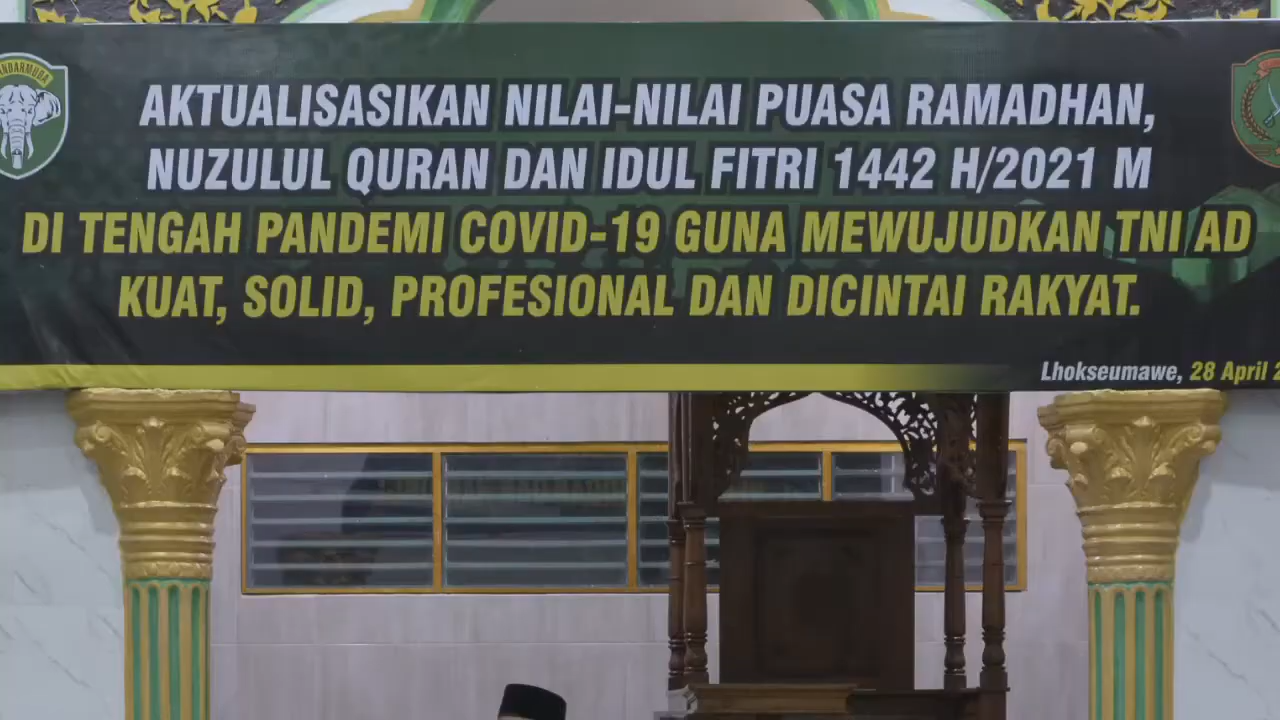 AKTUALISASIKAN NILAI-NILAI PUASA RAMADHAN,
NUZULUL QURAN DAN IDUL FITRI 1442 H/2021 M
DI TENGAH PANDEMI COVID-19 GUNA MEWUJUDKAN TNI AD
KUAT, SOLID, PROFESIONAL DAN DICINTAI RAKYAT.
Lhokseumawe, 28 April